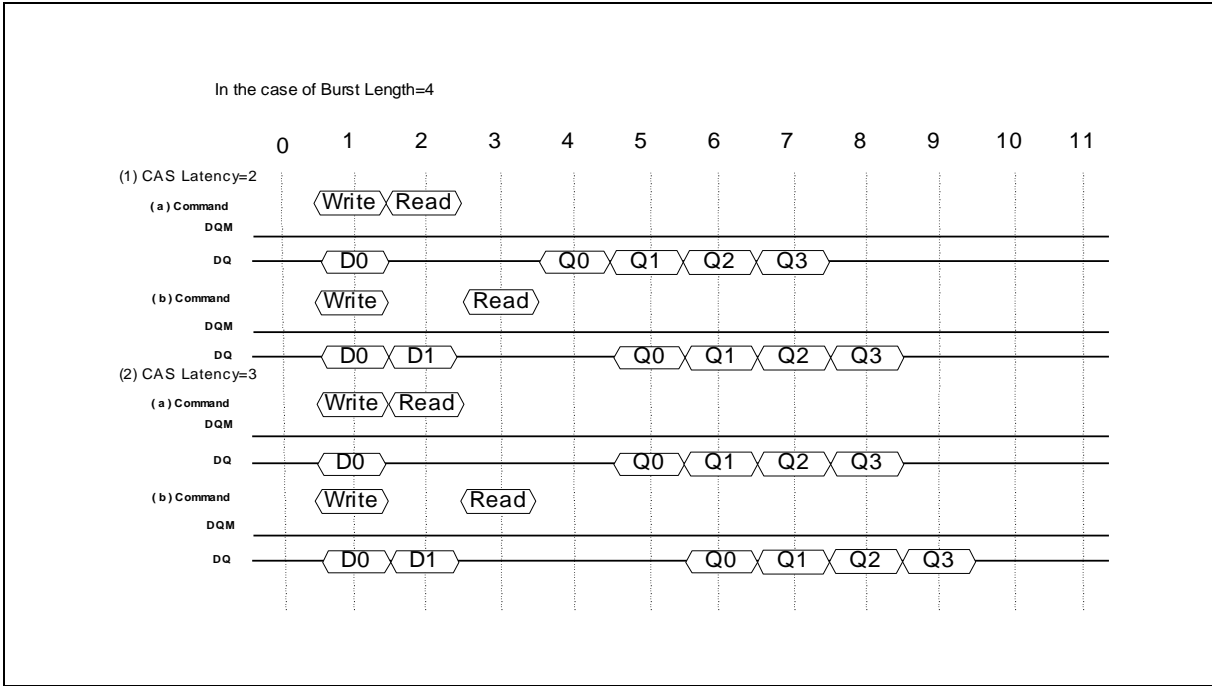 In the case of Burst Length=4
0 1 2 3 4 5 6 7 8 9 10 11
(1) CAS Latency=2
(a) Command Write Read
DQM
DQ D0 Q0 Q1 Q2 Q3
(b) Command Write Read
DQM
DQ D0 D1 Q0 Q1 Q2 Q3
(2) CAS Latency=3
(a) Command Write Read
DQM
DQ D0 Q0 Q1 Q2 Q3
(b) Command Write Read
DQM
DQ D0 D1 Q0 Q1 Q2 Q3